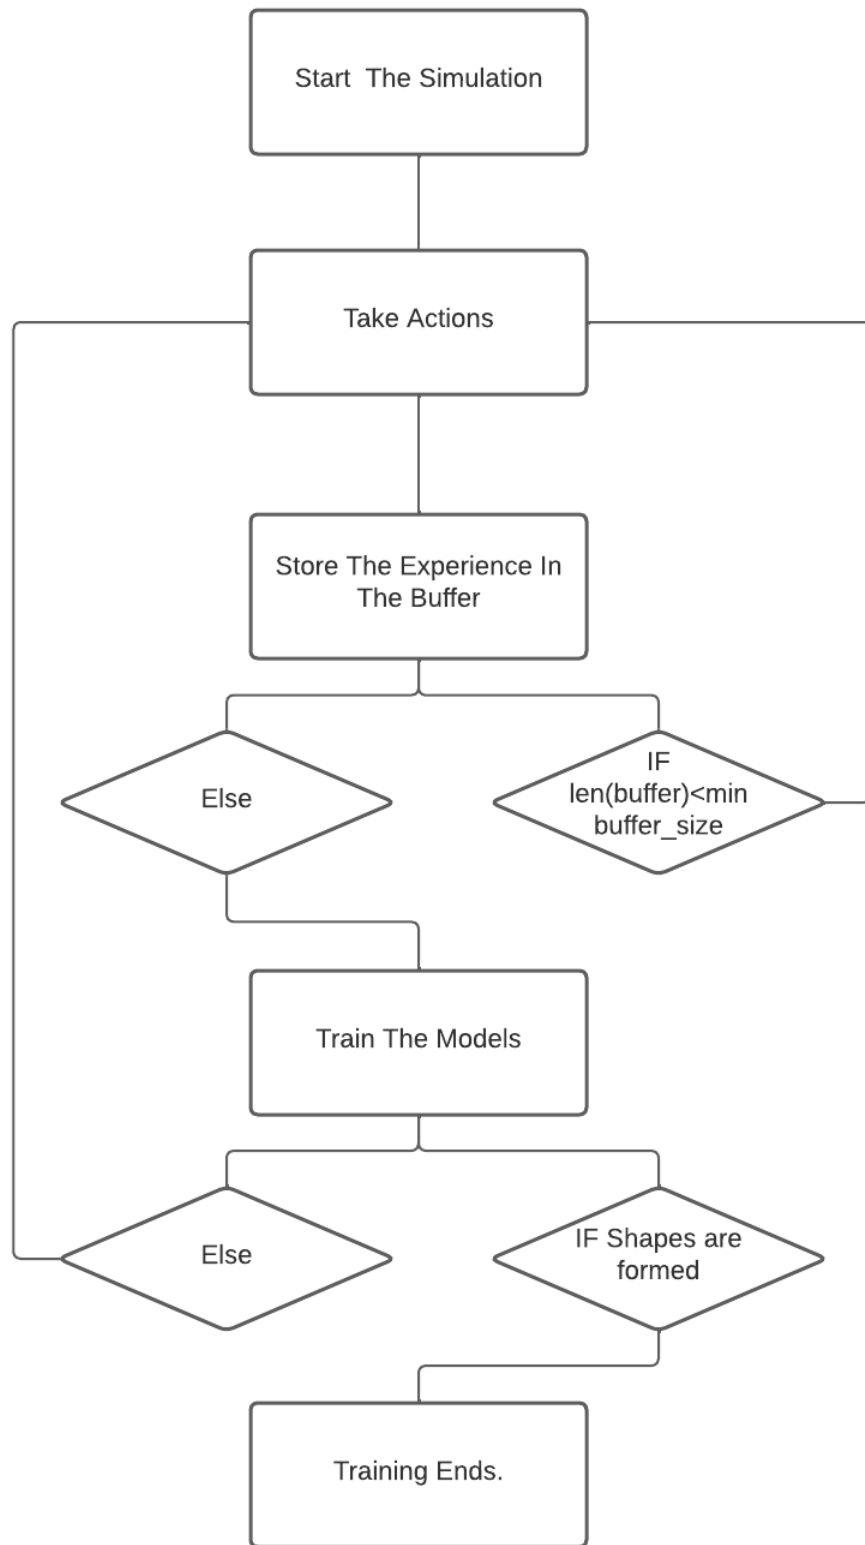 Start  The Simulation
Take Actions
Store The Experience In
The Buffer
Else
IF
len(buffer)<min
buffer_size
Train The Models
Else
IF Shapes are
formed
Training Ends.